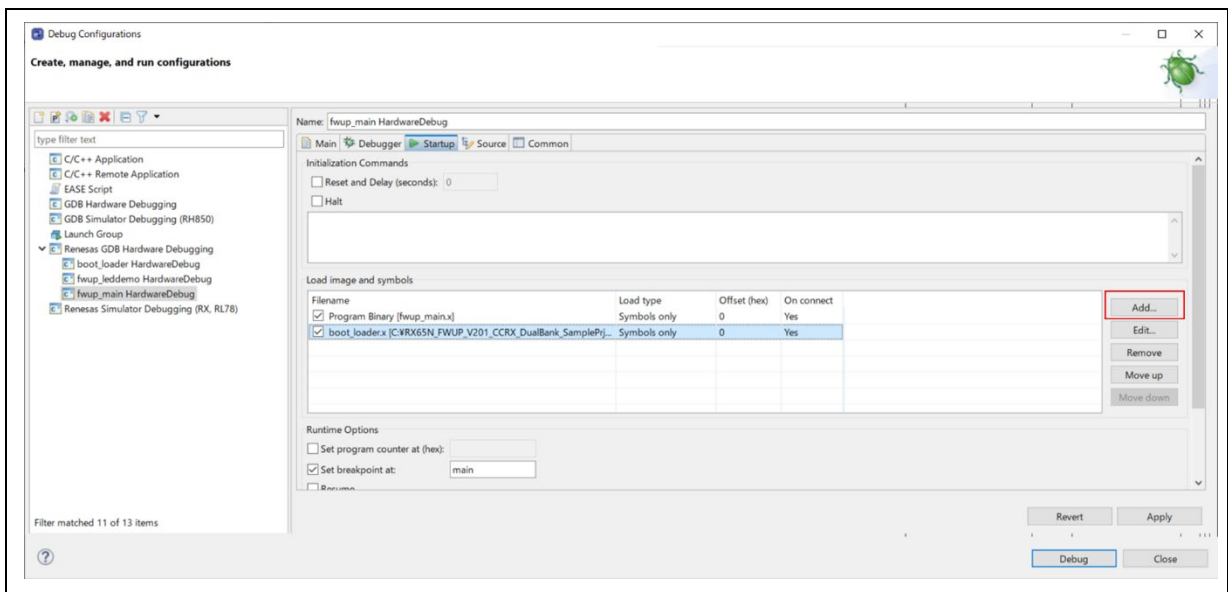 Debug Configurations
Create, manage, and run configurations
type filter text
C/C++ Application
C/C++ Remote Application
EASE Script
GDB Hardware Debugging
GDB Simulator Debugging (RH850)
Launch Group
Renesas GDB Hardware Debugging
boot_loader HardwareDebug
fwup_leddemo HardwareDebug
fwup_main HardwareDebug
Renesas Simulator Debugging (RX, RL78)
Filter matched 11 of 13 items
Name: fwup_main HardwareDebug
Main Debugger Startup Source Common
Initialization Commands
Reset and Delay (seconds): 0
Halt
Load image and symbols
Filename Load type Offset (hex) On connect
Program Binary [fwup_main.x] Symbols only 0 Yes
boot_loader.x [C:¥RX65N_FWUP_V201_CCRX_DualBank_SamplePrj... Symbols only 0 Yes
Add...
Edit...
Remove
Move up
Move down
Runtime Options
Set program counter at (hex):
Set breakpoint at: main
Resume
Revert Apply
Debug Close